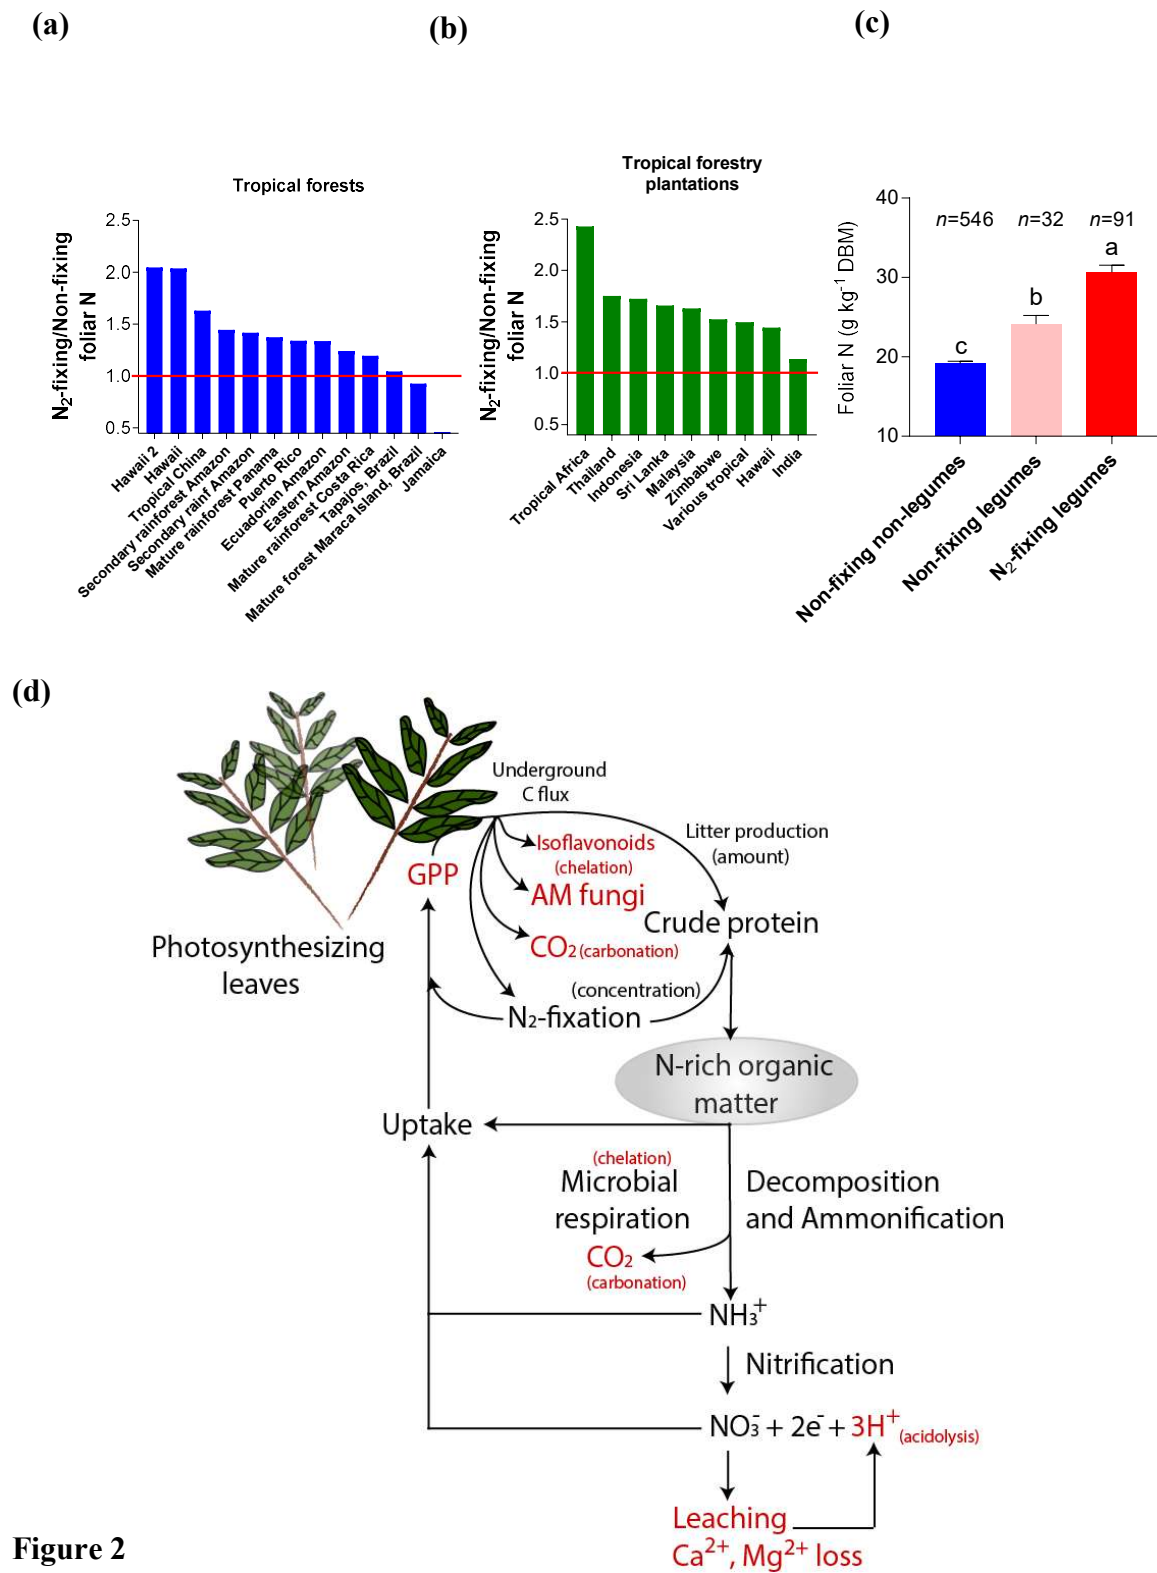 (a)
(b)
(c)
Tropical forests
N₂-fixing/Non-fixing
foliar N
2.5
2.0
1.5
1.0
0.5
Hawaii 2
Hawaii
Tropical China
Secondary rainforest Amazon
Secondary rainf Amazon
Mature rainforest Panama
Puerto Rico
Ecuadorian Amazon
Eastern Amazon
Mature rainforest Costa Rica
Tapajos, Brazil
Mature forest Maraca Island, Brazil
Jamaica
Tropical forestry
plantations
N₂-fixing/Non-fixing
foliar N
2.5
2.0
1.5
1.0
0.5
Tropical Africa
Thailand
Indonesia
Sri Lanka
Malaysia
Zimbabwe
Various tropical
Hawaii
India
Foliar N (g kg⁻¹ DBM)
40
30
20
10
n=546
n=32
n=91
c
b
a
Non-fixing non-legumes
Non-fixing legumes
N₂-fixing legumes
(d)
Underground
C flux
Isoflavonoids
(chelation)
Litter production
(amount)
GPP
AM fungi
Crude protein
CO₂ (carbonation)
Photosynthesizing
leaves
(concentration)
N₂-fixation
N-rich organic
matter
Uptake
(chelation)
Microbial
respiration
Decomposition
and Ammonification
CO₂
(carbonation)
NH₃⁺
Nitrification
NO₃⁻ + 2e⁻ + 3H⁺ (acidolysis)
Leaching
Ca²⁺, Mg²⁺ loss
Figure 2